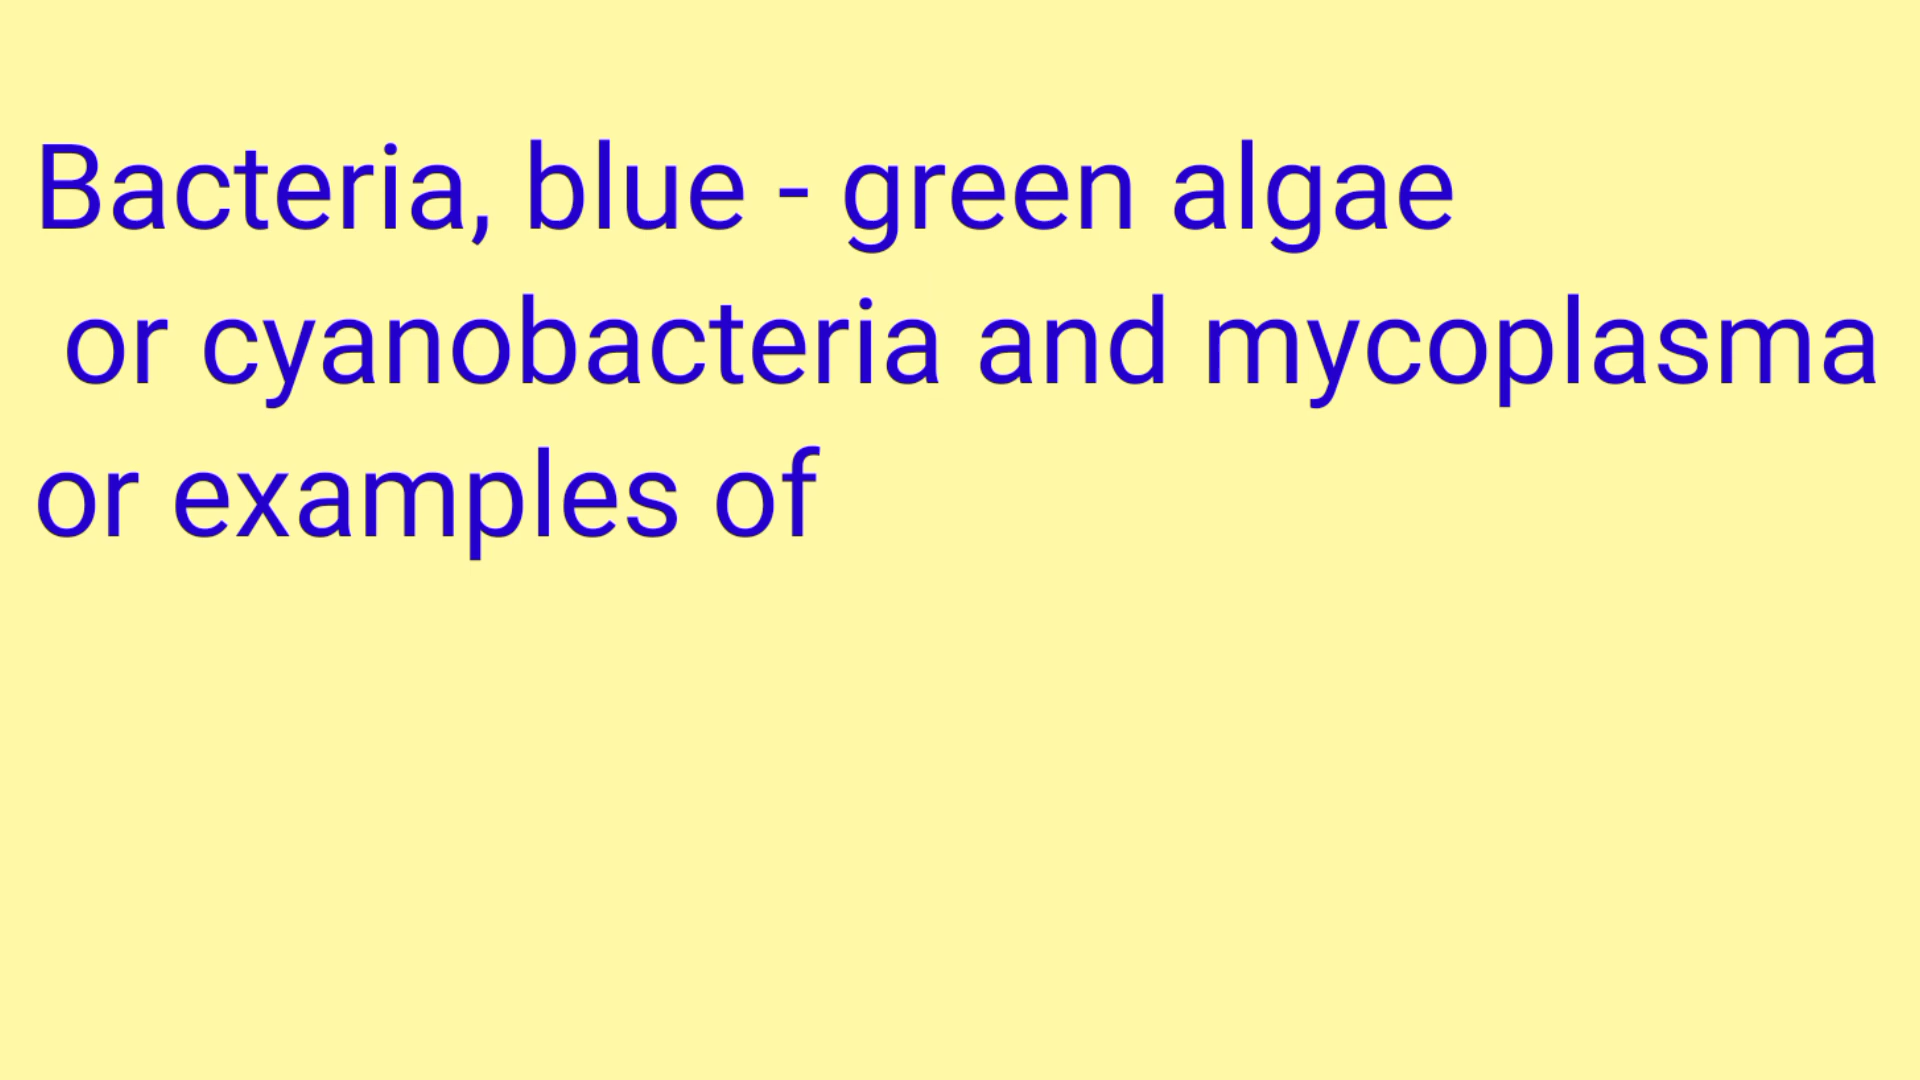 Bacteria, blue - green algae
or cyanobacteria and mycoplasma
or examples of